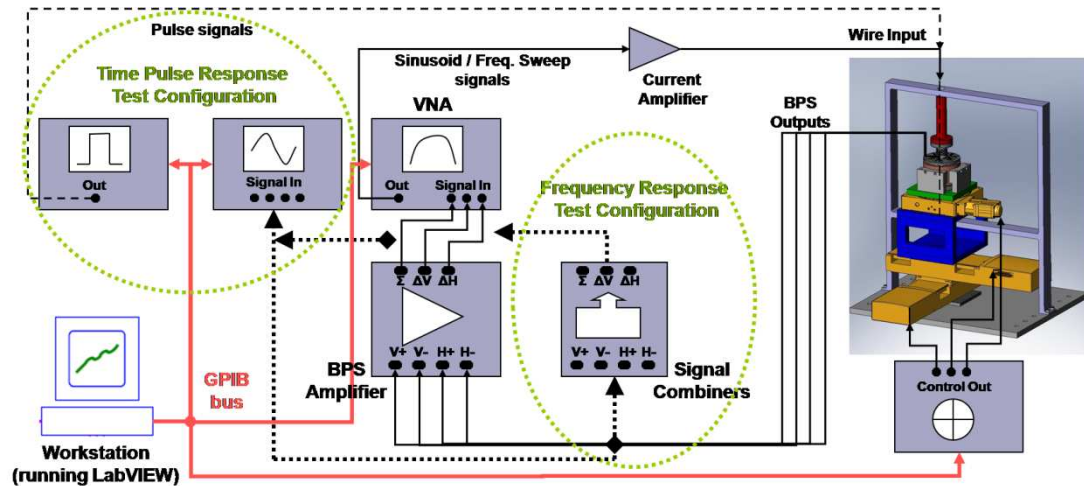 Pulse signals
Time Pulse Response
Test Configuration
Sinusoid / Freq. Sweep
signals
VNA
Current
Amplifier
Wire Input
BPS
Outputs
Out
Signal In
Out
Signal In
Frequency Response
Test Configuration
Σ ΔV ΔH
V+ V- H+ H-
BPS
Amplifier
Σ ΔV ΔH
V+ V- H+ H-
Signal
Combiners
GPIB
bus
Workstation
(running LabVIEW)
Control Out